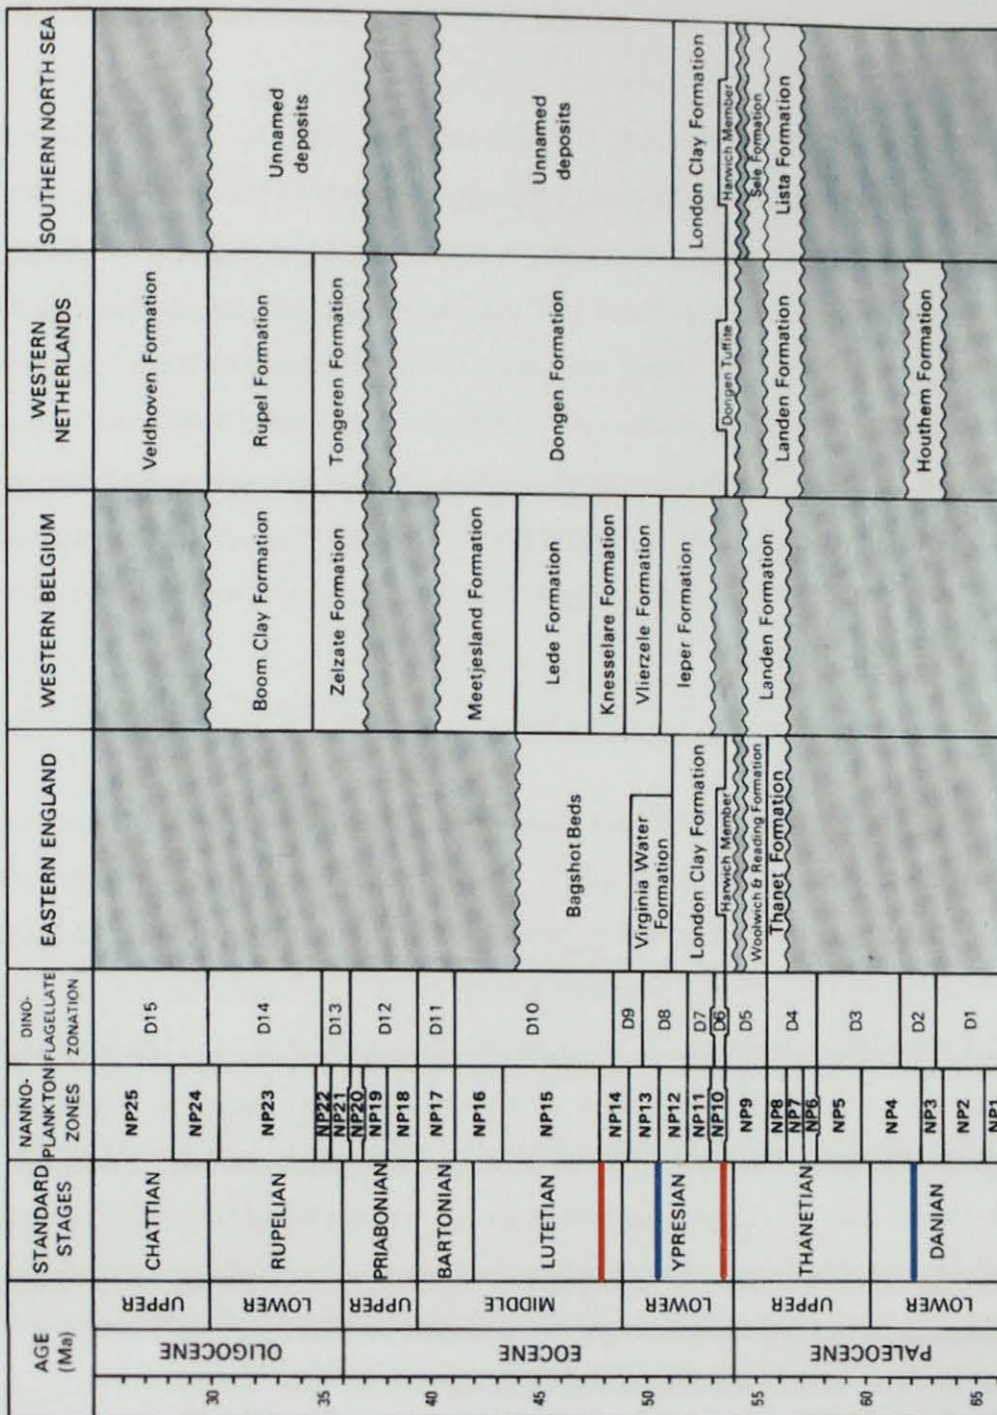 AGE
(Ma)
STANDARD
STAGES
NANNO-
PLANKTON
ZONES
DINO-
FLAGELLATE
ZONATION
EASTERN ENGLAND
WESTERN BELGIUM
WESTERN
NETHERLANDS
SOUTHERN NORTH SEA
30
35
40
45
50
55
60
65
OLIGOCENE
EOCENE
PALEOCENE
UPPER
LOWER
UPPER
MIDDLE
LOWER
UPPER
LOWER
CHATTIAN
RUPELIAN
PRIABONIAN
BARTONIAN
LUTETIAN
YPRESIAN
THANETIAN
DANIAN
NP25
NP24
NP23
NP22
NP21
NP20
NP19
NP18
NP17
NP16
NP15
NP14
NP13
NP12
NP11
NP10
NP9
NP8
NP7
NP6
NP5
NP4
NP3
NP2
NP1
D15
D14
D13
D12
D11
D10
D9
D8
D7
D6
D5
D4
D3
D2
D1
Bagshot Beds
Virginia Water
Formation
London Clay Formation
Harwich Member
Woolwich & Reading Formation
Thanet Formation
Boom Clay Formation
Zelzate Formation
Meetjesland Formation
Lede Formation
Knesselare Formation
Vlierzele Formation
Ieper Formation
Landen Formation
Veldhoven Formation
Rupel Formation
Tongeren Formation
Dongen Formation
Dongen Tuffite
Landen Formation
Houthem Formation
Unnamed
deposits
Unnamed
deposits
London Clay Formation
Harwich Member
Sele Formation
Lista Formation